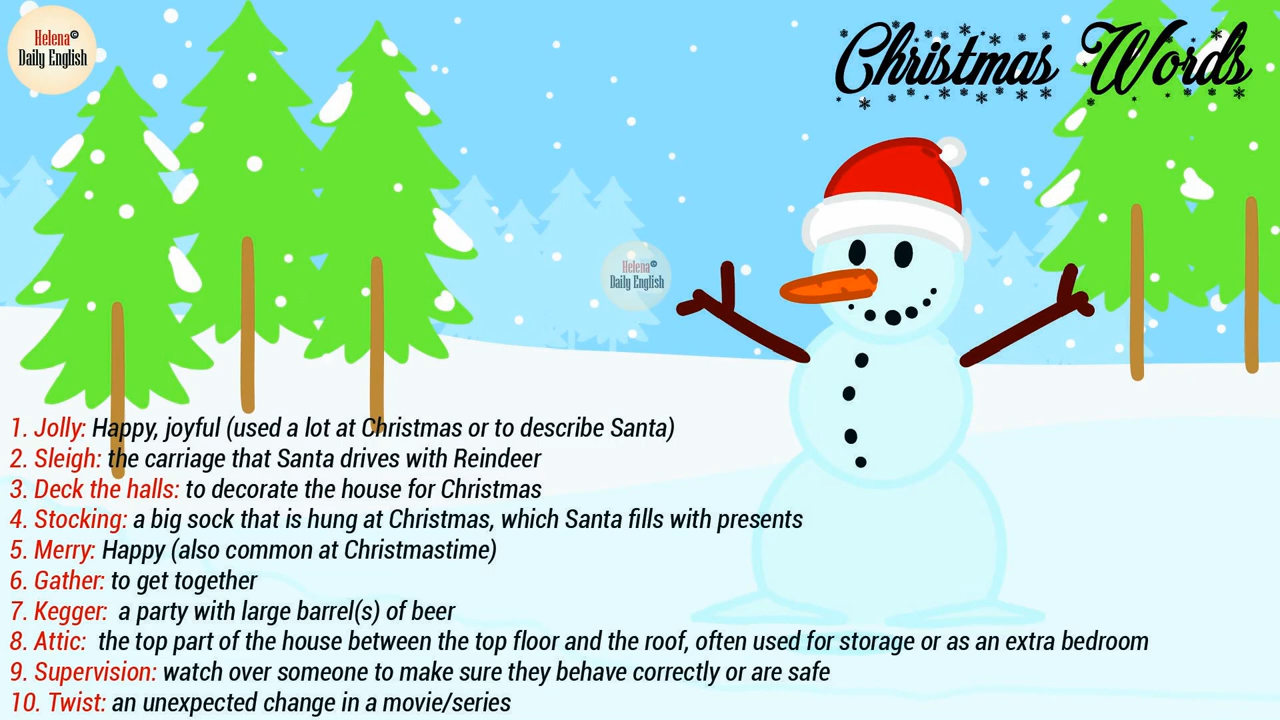 Helena©
Daily English
Christmas Words
Helena©
Daily English
1. Jolly: Happy, joyful (used a lot at Christmas or to describe Santa)
2. Sleigh: the carriage that Santa drives with Reindeer
3. Deck the halls: to decorate the house for Christmas
4. Stocking: a big sock that is hung at Christmas, which Santa fills with presents
5. Merry: Happy (also common at Christmastime)
6. Gather: to get together
7. Kegger: a party with large barrel(s) of beer
8. Attic: the top part of the house between the top floor and the roof, often used for storage or as an extra bedroom
9. Supervision: watch over someone to make sure they behave correctly or are safe
10. Twist: an unexpected change in a movie/series